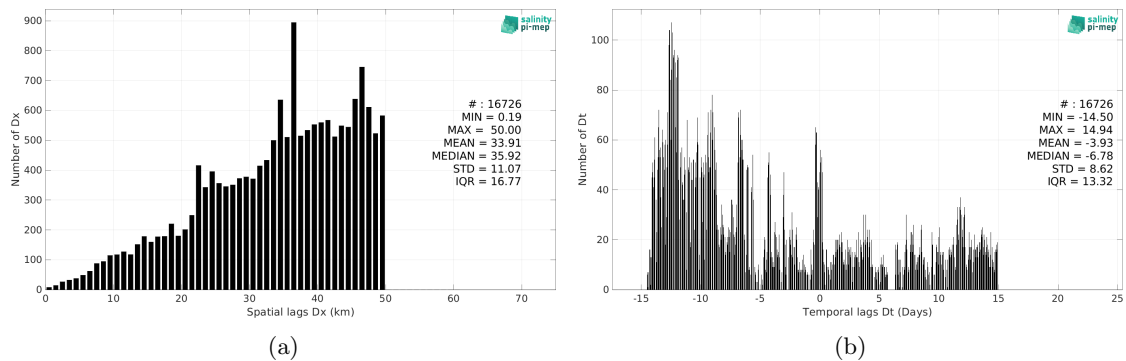 900
800
700
600
500
400
300
200
100
0
Number of Dx
0 10 20 30 40 50 60 70
Spatial lags Dx (km)
salinity
pi-mep
# : 16726
MIN = 0.19
MAX = 50.00
MEAN = 33.91
MEDIAN = 35.92
STD = 11.07
IQR = 16.77
(a)
100
80
60
40
20
0
Number of Dt
-15 -10 -5 0 5 10 15 20 25
Temporal lags Dt (Days)
salinity
pi-mep
# : 16726
MIN = -14.50
MAX = 14.94
MEAN = -3.93
MEDIAN = -6.78
STD = 8.62
IQR = 13.32
(b)